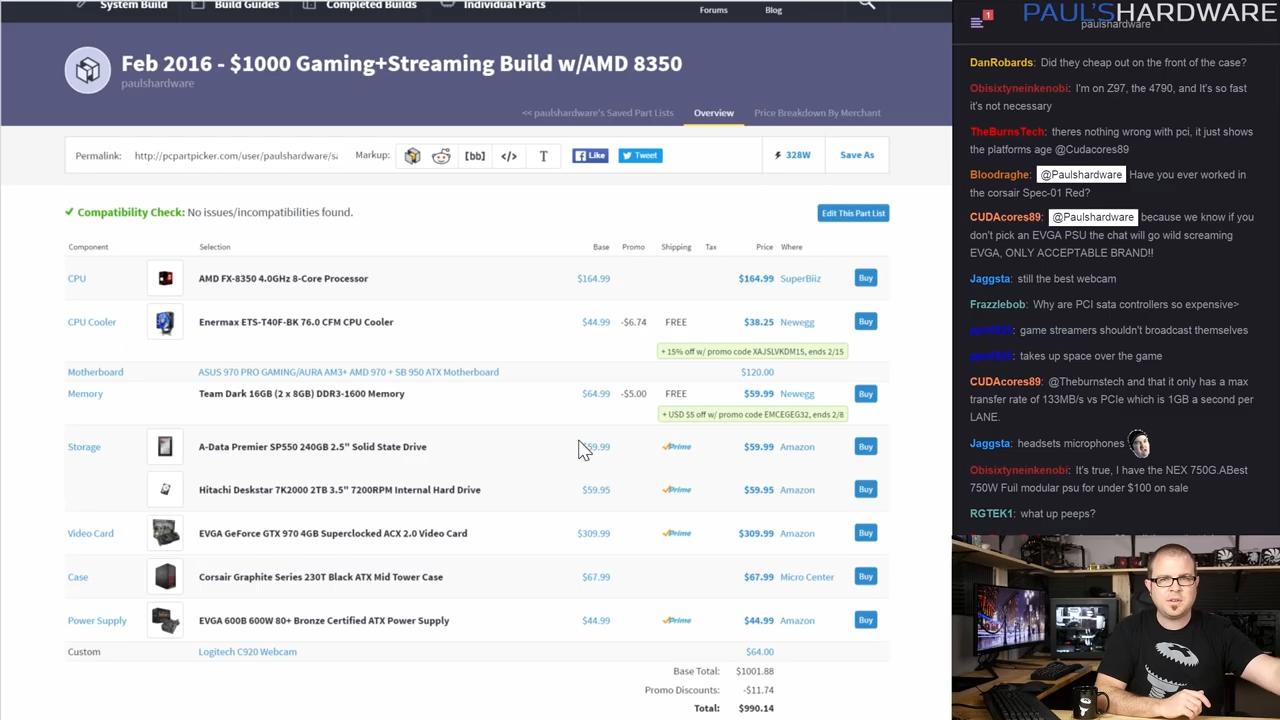 System Build Build Guides Completed Builds Individual Parts Forums Blog
Feb 2016 - $1000 Gaming+Streaming Build w/AMD 8350
paulshardware
<< paulshardware's Saved Part Lists Overview Price Breakdown By Merchant
Permalink: http://pcpartpicker.com/user/paulshardware/sa Markup: [bb] </> T Like Tweet 328W Save As
Compatibility Check: No issues/incompatibilities found. Edit This Part List
Component Selection Base Promo Shipping Tax Price Where
CPU AMD FX-8350 4.0GHz 8-Core Processor $164.99 $164.99 SuperBiiz Buy
CPU Cooler Enermax ETS-T40F-BK 76.0 CFM CPU Cooler $44.99 -$6.74 FREE $38.25 Newegg Buy
+ 15% off w/ promo code XAJSLVKDM15, ends 2/15
Motherboard ASUS 970 PRO GAMING/AURA AM3+ AMD 970 + SB 950 ATX Motherboard $120.00
Memory Team Dark 16GB (2 x 8GB) DDR3-1600 Memory $64.99 -$5.00 FREE $59.99 Newegg Buy
+ USD $5 off w/ promo code EMCEGEG32, ends 2/8
Storage A-Data Premier SP550 240GB 2.5" Solid State Drive $59.99 Prime $59.99 Amazon Buy
Hitachi Deskstar 7K2000 2TB 3.5" 7200RPM Internal Hard Drive $59.95 Prime $59.95 Amazon Buy
Video Card EVGA GeForce GTX 970 4GB Superclocked ACX 2.0 Video Card $309.99 Prime $309.99 Amazon Buy
Case Corsair Graphite Series 230T Black ATX Mid Tower Case $67.99 $67.99 Micro Center Buy
Power Supply EVGA 600B 600W 80+ Bronze Certified ATX Power Supply $44.99 Prime $44.99 Amazon Buy
Custom Logitech C920 Webcam $64.00
Base Total: $1001.88
Promo Discounts: -$11.74
Total: $990.14
1 PAUL'SHARDWARE
paulshardware
DanRobards: Did they cheap out on the front of the case?
Obisixtyneinkenobi: I'm on Z97, the 4790, and It's so fast
it's not necessary
TheBurnsTech: theres nothing wrong with pci, it just shows
the platforms age @Cudacores89
Bloodraghe: @Paulshardware Have you ever worked in
the corsair Spec-01 Red?
CUDAcores89: @Paulshardware because we know if you
don't pick an EVGA PSU the chat will go wild screaming
EVGA, ONLY ACCEPTABLE BRAND!!
Jaggsta: still the best webcam
Frazzlebob: Why are PCI sata controllers so expensive>
game streamers shouldn't broadcast themselves
takes up space over the game
CUDAcores89: @Theburnstech and that it only has a max
transfer rate of 133MB/s vs PCIe which is 1GB a second per
LANE.
Jaggsta: headsets microphones
Obisixtyneinkenobi: It's true, I have the NEX 750G.ABest
750W Full modular psu for under $100 on sale
RGTEK1: what up peeps?